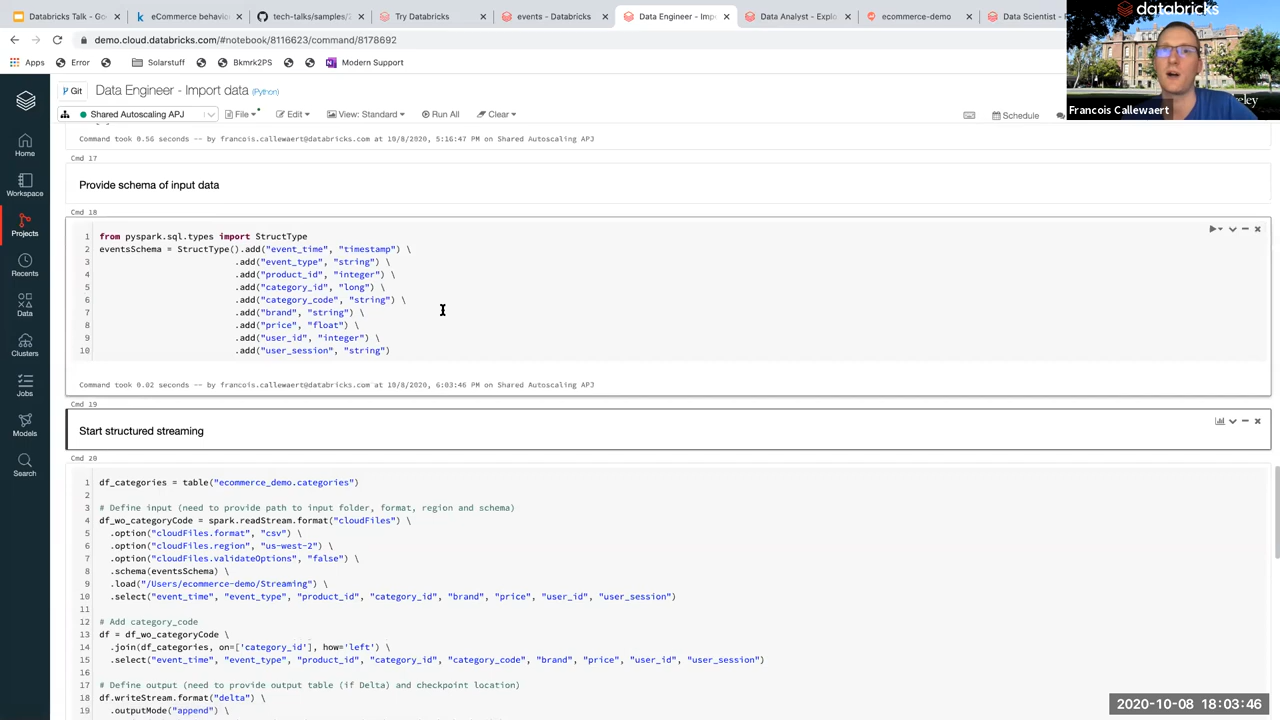 Databricks Talk - Go
eCommerce behavio
tech-talks/samples/
Try Databricks
events - Databricks
Data Engineer - Imp
Data Analyst - Explo
ecommerce-demo
Data Scientist -
databricks
demo.cloud.databricks.com/#notebook/8116623/command/8178692
Apps
Error
Solarstuff
Bkmrk2PS
Modern Support
Francois Callewaert
Git
Data Engineer - Import data (Python)
Shared Autoscaling APJ
File
Edit
View: Standard
Run All
Clear
Schedule
Home
Workspace
Projects
Recents
Data
Clusters
Jobs
Models
Search
Command took 0.56 seconds -- by francois.callewaert@databricks.com at 10/8/2020, 5:16:47 PM on Shared Autoscaling APJ
Cmd 17
Provide schema of input data
Cmd 18
1 from pyspark.sql.types import StructType
2 eventsSchema = StructType().add("event_time", "timestamp") \
3 .add("event_type", "string") \
4 .add("product_id", "integer") \
5 .add("category_id", "long") \
6 .add("category_code", "string") \
7 .add("brand", "string") \
8 .add("price", "float") \
9 .add("user_id", "integer") \
10 .add("user_session", "string")
Command took 0.02 seconds -- by francois.callewaert@databricks.com at 10/8/2020, 6:03:46 PM on Shared Autoscaling APJ
Cmd 19
Start structured streaming
Cmd 20
1 df_categories = table("ecommerce_demo.categories")
2
3 # Define input (need to provide path to input folder, format, region and schema)
4 df_wo_categoryCode = spark.readStream.format("cloudFiles") \
5 .option("cloudFiles.format", "csv") \
6 .option("cloudFiles.region", "us-west-2") \
7 .option("cloudFiles.validateOptions", "false") \
8 .schema(eventsSchema) \
9 .load("/Users/ecommerce-demo/Streaming") \
10 .select("event_time", "event_type", "product_id", "category_id", "brand", "price", "user_id", "user_session")
11
12 # Add category_code
13 df = df_wo_categoryCode \
14 .join(df_categories, on=['category_id'], how='left') \
15 .select("event_time", "event_type", "product_id", "category_id", "category_code", "brand", "price", "user_id", "user_session")
16
17 # Define output (need to provide output table (if Delta) and checkpoint location)
18 df.writeStream.format("delta") \
19 .outputMode("append") \
2020-10-08 18:03:46